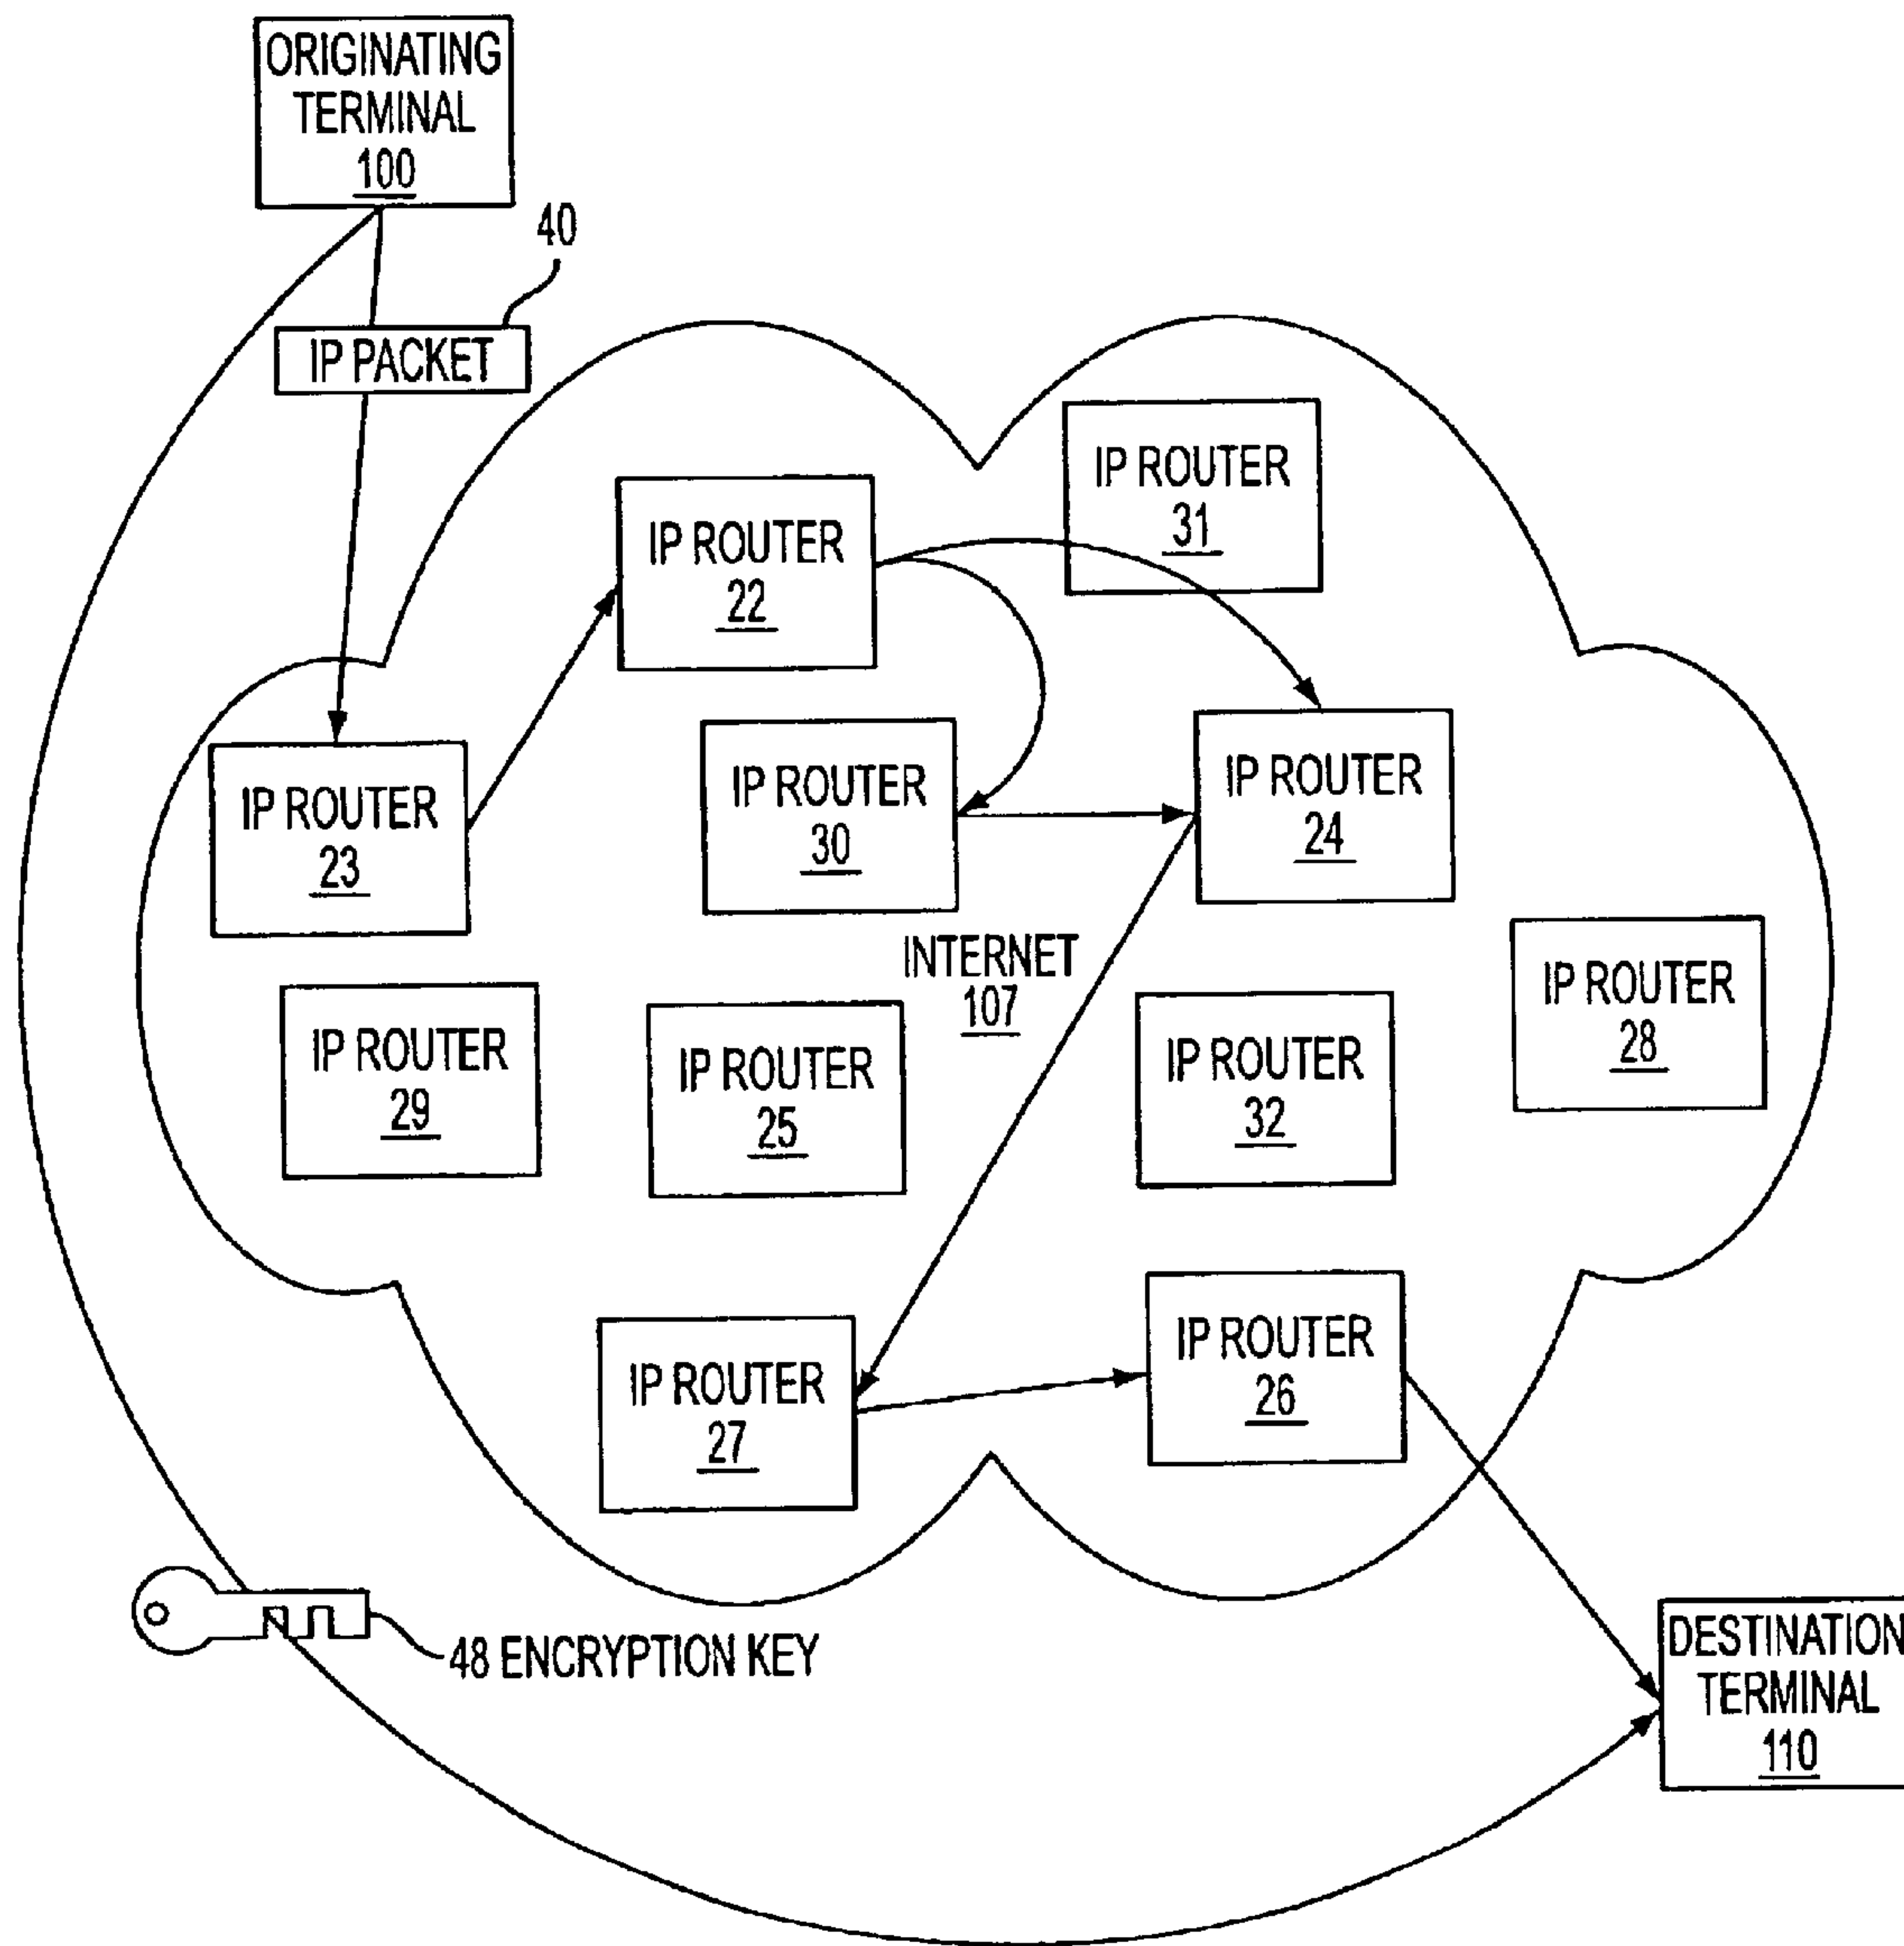 ORIGINATING
TERMINAL
100
40
IP PACKET
IP ROUTER
31
IP ROUTER
22
IP ROUTER
30
IP ROUTER
24
IP ROUTER
23
INTERNET
107
IP ROUTER
28
IP ROUTER
29
IP ROUTER
25
IP ROUTER
32
IP ROUTER
27
IP ROUTER
26
48 ENCRYPTION KEY
DESTINATION
TERMINAL
110